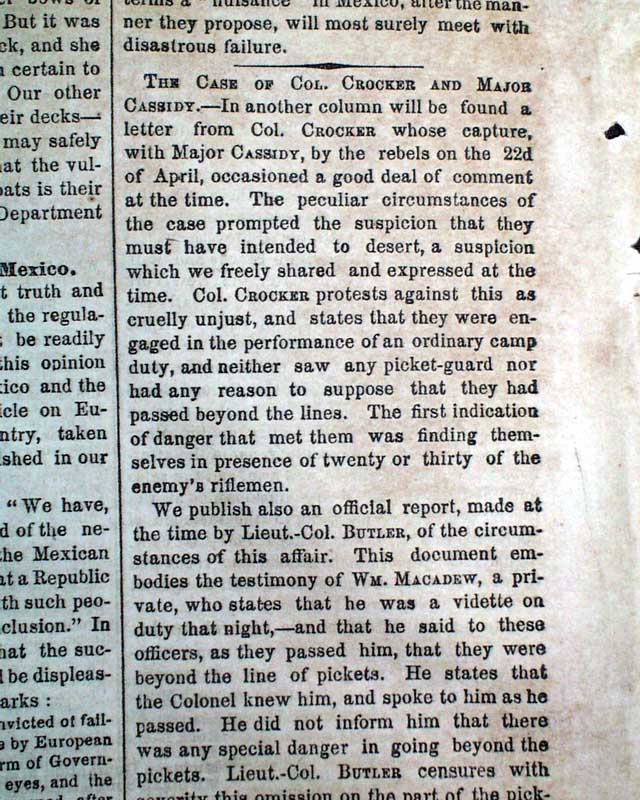 But it was
ck, and she
certain to
Our other
eir decks—
may safely
at the vul-
oats is their
Department
Mexico.
t truth and
the regula-
be readily
this opinion
xico and the
icle on Eu-
ntry, taken
shed in our
"We have,
d of the ne-
the Mexican
at a Republic
th such peo-
clusion." In
hat the suc-
d be displeas-
arks :
nvicted of fall-
s by European
rm of Govern-
eyes, and the
terms a "nuisance" in Mexico, after the man-
ner they propose, will most surely meet with
disastrous failure.
The Case of Col. Crocker and Major
Cassidy.—In another column will be found a
letter from Col. Crocker whose capture,
with Major Cassidy, by the rebels on the 22d
of April, occasioned a good deal of comment
at the time. The peculiar circumstances of
the case prompted the suspicion that they
must have intended to desert, a suspicion
which we freely shared and expressed at the
time. Col. Crocker protests against this as
cruelly unjust, and states that they were en-
gaged in the performance of an ordinary camp
duty, and neither saw any picket-guard nor
had any reason to suppose that they had
passed beyond the lines. The first indication
of danger that met them was finding them-
selves in presence of twenty or thirty of the
enemy's riflemen.
We publish also an official report, made at
the time by Lieut.-Col. Butler, of the circum-
stances of this affair. This document em-
bodies the testimony of Wm. Macadew, a pri-
vate, who states that he was a vidette on
duty that night,—and that he said to these
officers, as they passed him, that they were
beyond the line of pickets. He states that
the Colonel knew him, and spoke to him as he
passed. He did not inform him that there
was any special danger in going beyond the
pickets. Lieut.-Col. Butler censures with
severity this omission on the part of the pick-